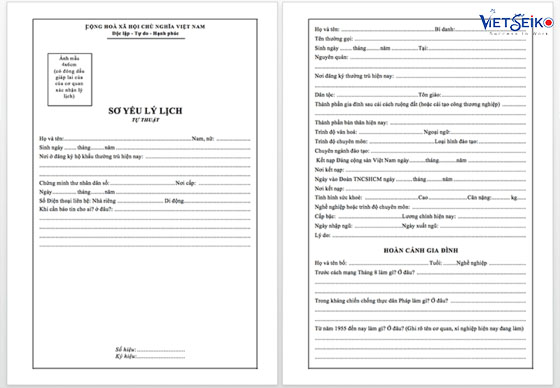 CỘNG HOÀ XÃ HỘI CHỦ NGHĨA VIỆT NAM
Độc lập - Tự do - Hạnh phúc
Ảnh mầu
4x6cm
(có đóng dấu
giáp lai của
của cơ quan
xác nhận lý
lịch)
SƠ YẾU LÝ LỊCH
TỰ THUẬT
Họ và tên: Nam, nữ:
Sinh ngày tháng năm
Nơi ở đăng ký hộ khẩu thường trú hiện nay:
Chứng minh thư nhân dân số: Nơi cấp:
Ngày tháng năm
Số Điện thoại liên hệ: Nhà riêng Di động
Khi cần báo tin cho ai? ở đâu?:
Số hiệu:
Ký hiệu:
VIETSEIKO
Họ và tên: Bí danh:
Tên thường gọi:
Sinh ngày tháng năm Tại:
Nguyên quán:
Nơi đăng ký thường trú hiện nay:
Dân tộc: Tôn giáo:
Thành phần gia đình sau cải cách ruộng đất (hoặc cải tạo công thương nghiệp)
Thành phần bản thân hiện nay:
Trình độ văn hoá: Ngoại ngữ:
Trình độ chuyên môn: Loại hình đào tạo:
Chuyên ngành đào tạo:
Kết nạp Đảng cộng sản Việt Nam ngày tháng năm
Nơi kết nạp:
Ngày vào Đoàn TNCSHCM ngày tháng năm
Nơi kết nạp:
Tình hình sức khoẻ: Cao Cân nặng: kg
Nghề nghiệp hoặc trình độ chuyên môn:
Cấp bậc: Lương chính hiện nay:
Ngày nhập ngũ: Ngày xuất ngũ:
Lý do:
HOÀN CẢNH GIA ĐÌNH
Họ và tên bố: Tuổi: Nghề nghiệp
Trước cách mạng Tháng 8 làm gì? Ở đâu?
Trong kháng chiến chống thực dân Pháp làm gì? Ở đâu?
Từ năm 1955 đến nay làm gì? Ở đâu? (Ghi rõ tên cơ quan, xí nghiệp hiện nay đang làm)